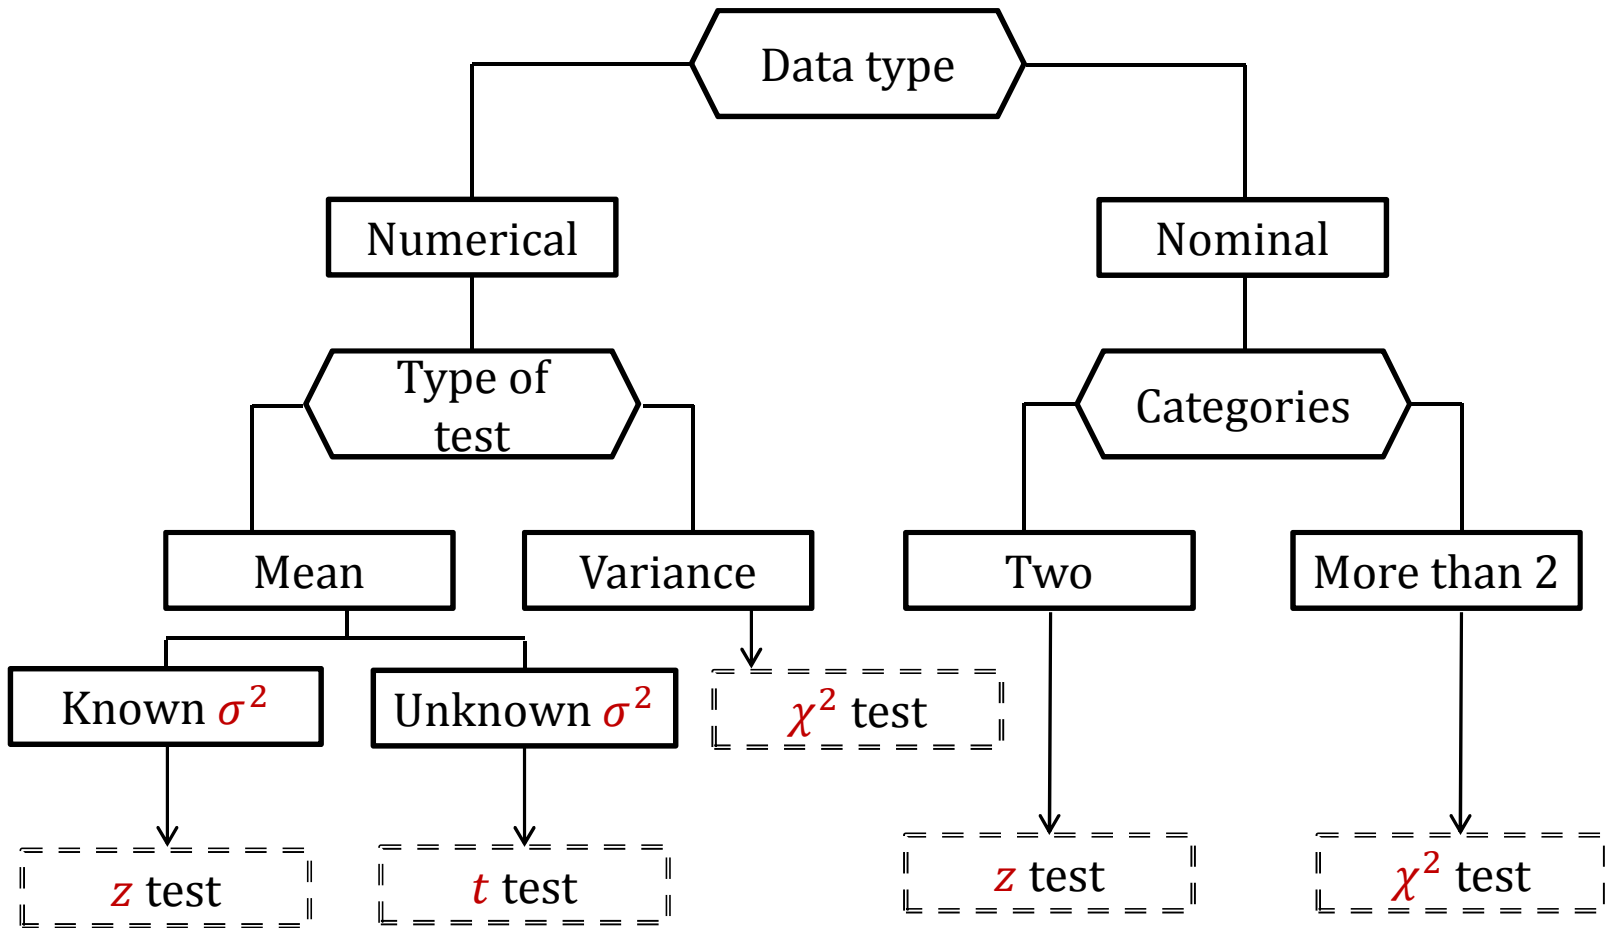 Data type
Numerical
Nominal
Type of
test
Categories
Mean
Variance
Two
More than 2
Known σ²
Unknown σ²
χ² test
z test
t test
z test
χ² test